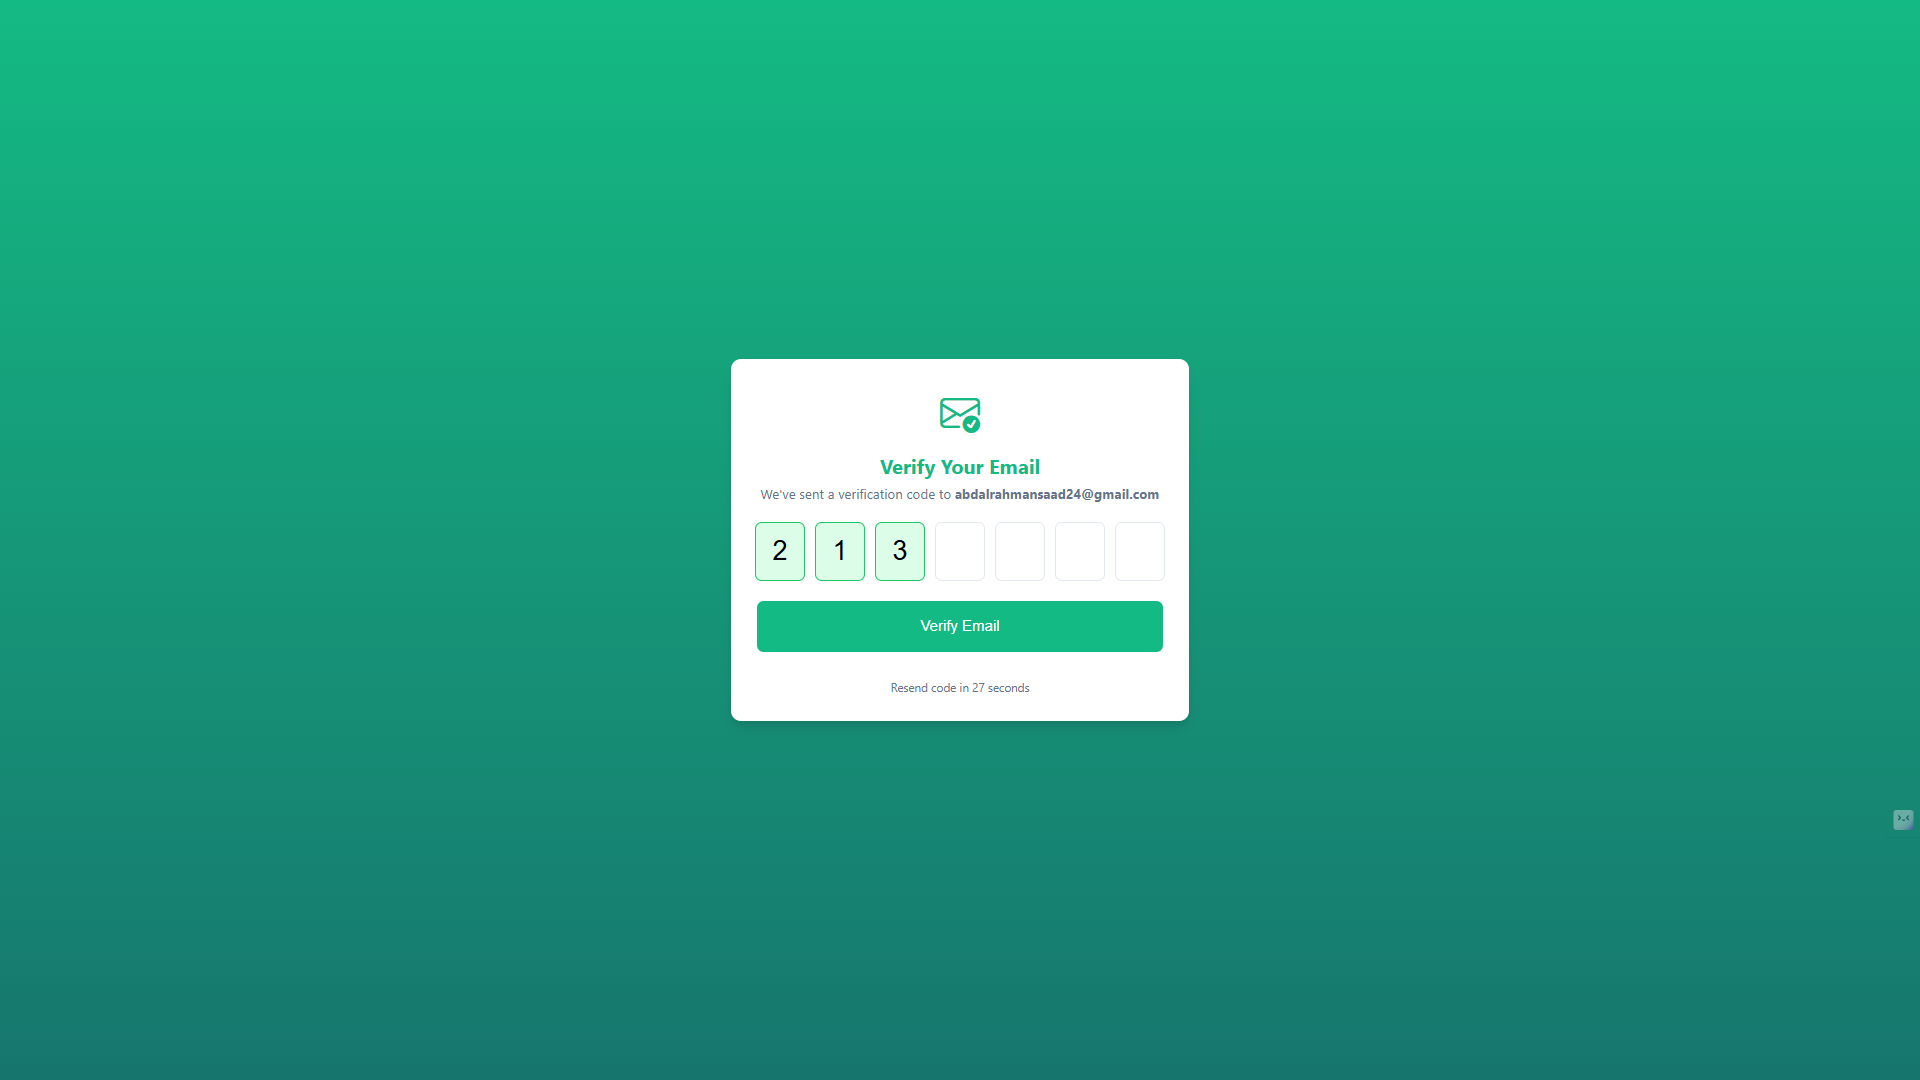 Verify Your Email
We've sent a verification code to abdalrahmansaad24@gmail.com
2 1 3
Verify Email
Resend code in 27 seconds